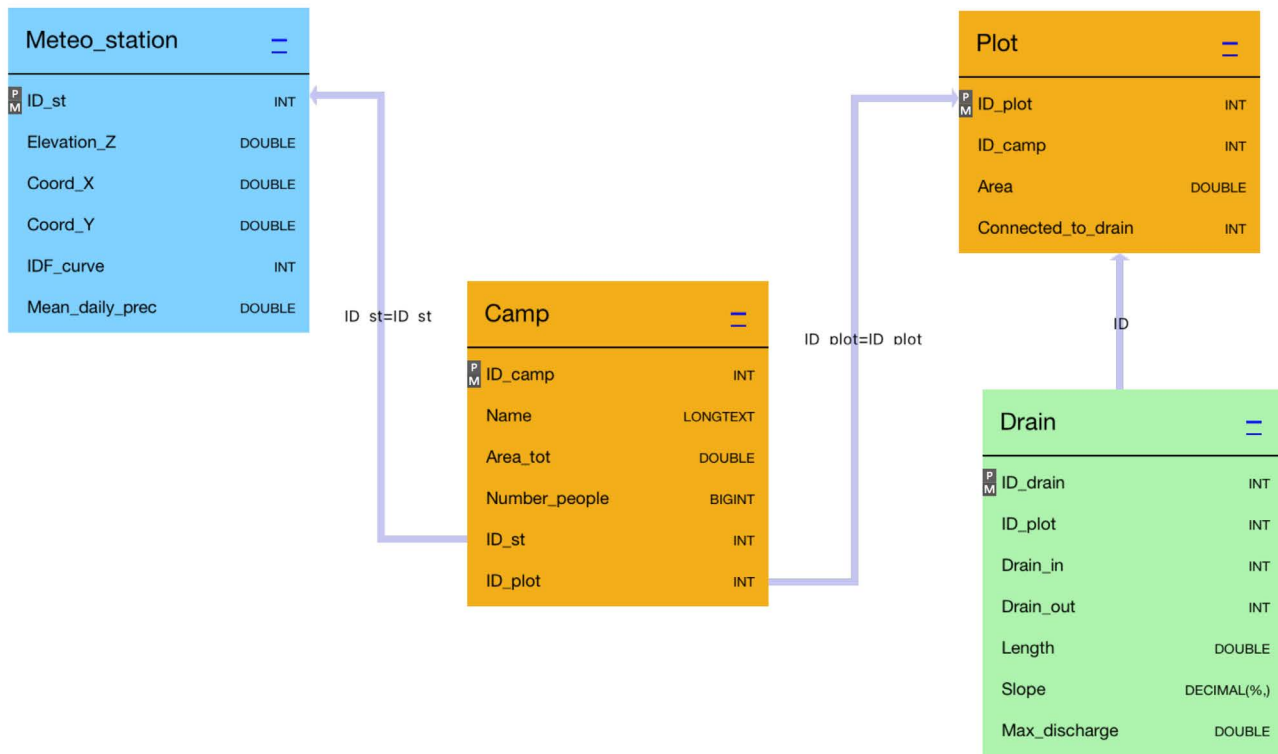 Meteo_station
P
M
ID_st INT
Elevation_Z DOUBLE
Coord_X DOUBLE
Coord_Y DOUBLE
IDF_curve INT
Mean_daily_prec DOUBLE
ID_st=ID_st
Camp
P
M
ID_camp INT
Name LONGTEXT
Area_tot DOUBLE
Number_people BIGINT
ID_st INT
ID_plot INT
ID_plot=ID_plot
Plot
P
M
ID_plot INT
ID_camp INT
Area DOUBLE
Connected_to_drain INT
ID
Drain
P
M
ID_drain INT
ID_plot INT
Drain_in INT
Drain_out INT
Length DOUBLE
Slope DECIMAL(%,)
Max_discharge DOUBLE